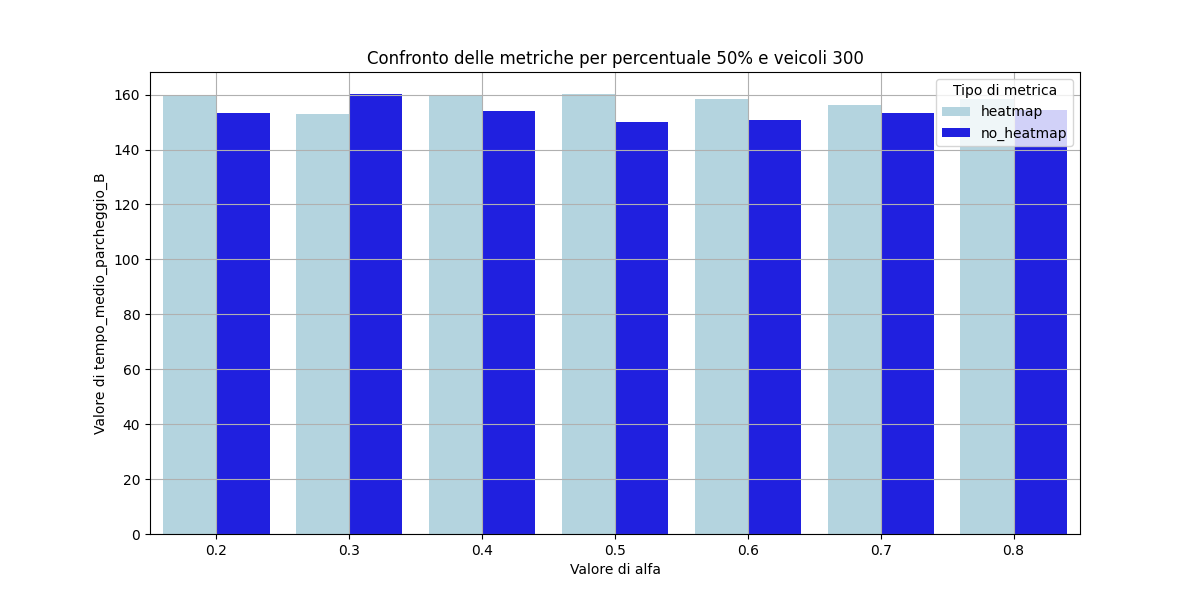 Confronto delle metriche per percentuale 50% e veicoli 300
Valore di tempo_medio_parcheggio_B
160
140
120
100
80
60
40
20
0
Tipo di metrica
heatmap
no_heatmap
0.2 0.3 0.4 0.5 0.6 0.7 0.8
Valore di alfa